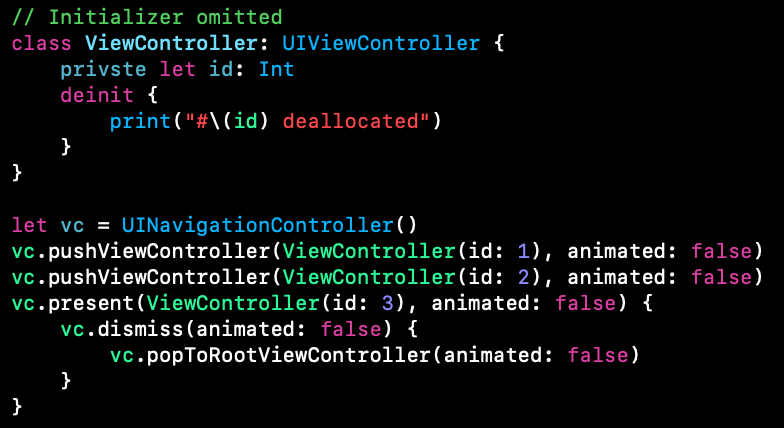 // Initializer omitted
class ViewController: UIViewController {
    privste let id: Int
    deinit {
        print("#\(id) deallocated")
    }
}

let vc = UINavigationController()
vc.pushViewController(ViewController(id: 1), animated: false)
vc.pushViewController(ViewController(id: 2), animated: false)
vc.present(ViewController(id: 3), animated: false) {
    vc.dismiss(animated: false) {
        vc.popToRootViewController(animated: false)
    }
}